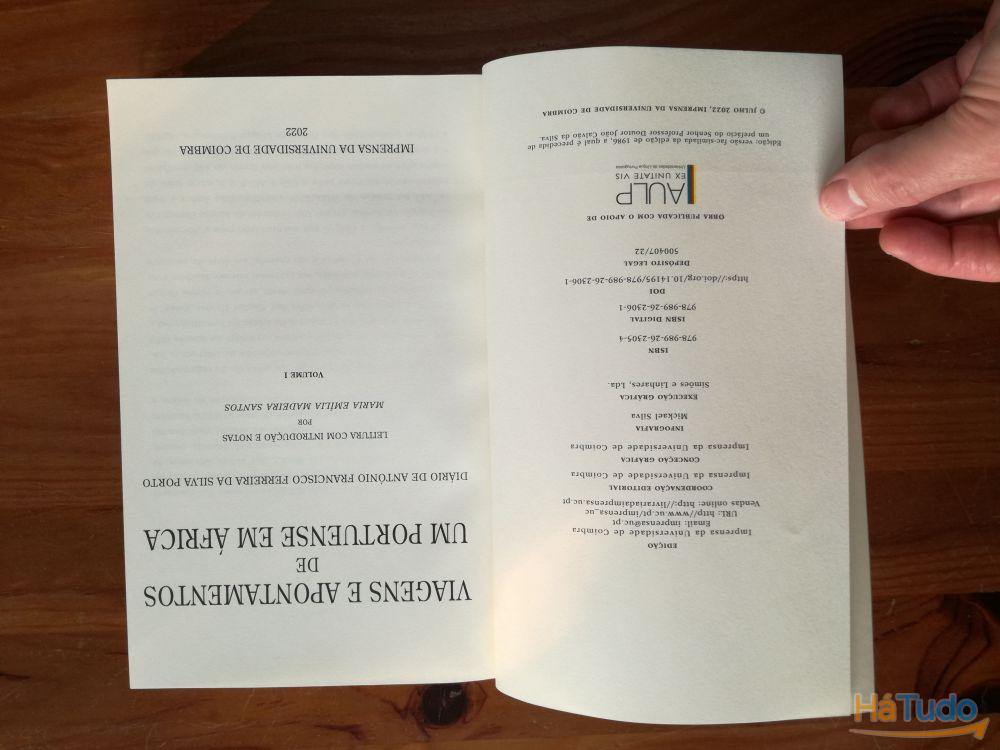 EDIÇÃO
Imprensa da Universidade de Coimbra
Email: imprensa@uc.pt
URL: http//www.uc.pt/imprensa_uc
Vendas online: http://livrariadaimprensa.uc.pt
COORDENAÇÃO EDITORIAL
Imprensa da Universidade de Coimbra
CONCEÇÃO GRÁFICA
Imprensa da Universidade de Coimbra
INFOGRAFIA
Mickael Silva
EXECUÇÃO GRÁFICA
Simões e Linhares, Lda.
ISBN
978-989-26-2305-4
ISBN DIGITAL
978-989-26-2306-1
DOI
https://doi.org/10.14195/978-989-26-2306-1
DEPÓSITO LEGAL
500407/22
OBRA PUBLICADA COM O APOIO DE
AULP
EX UNITATE VIS
Universidades de Língua Portuguesa
Edição: versão fac-similada da edição de 1986, a qual é precedida de
um prefácio do Senhor Professor Doutor João Calvão da Silva.
© JULHO 2022, IMPRENSA DA UNIVERSIDADE DE COIMBRA
VIAGENS E APONTAMENTOS
DE
UM PORTUENSE EM ÁFRICA
DIÁRIO DE ANTÓNIO FRANCISCO FERREIRA DA SILVA PORTO
LEITURA COM INTRODUÇÃO E NOTAS
POR
MARIA EMÍLIA MADEIRA SANTOS
VOLUME I
IMPRENSA DA UNIVERSIDADE DE COIMBRA
2022
HáTudo